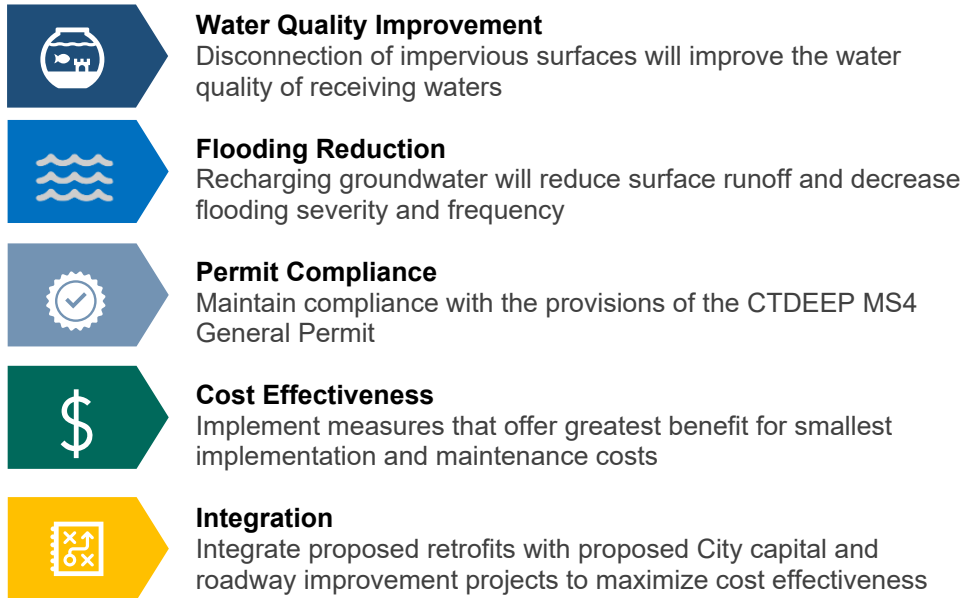 Water Quality Improvement
Disconnection of impervious surfaces will improve the water
quality of receiving waters
Flooding Reduction
Recharging groundwater will reduce surface runoff and decrease
flooding severity and frequency
Permit Compliance
Maintain compliance with the provisions of the CTDEEP MS4
General Permit
$
Cost Effectiveness
Implement measures that offer greatest benefit for smallest
implementation and maintenance costs
Integration
Integrate proposed retrofits with proposed City capital and
roadway improvement projects to maximize cost effectiveness